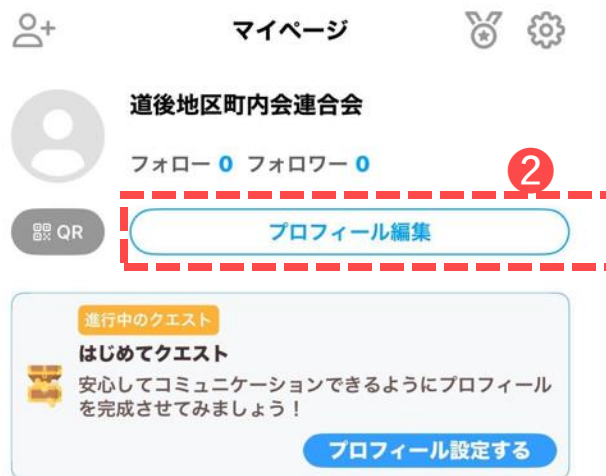 マイページ
道後地区町内会連合会
フォロー 0 フォロワー 0
2
QR
プロフィール編集
進行中のクエスト
はじめてクエスト
安心してコミュニケーションできるようにプロフィール
を完成させてみましょう!
プロフィール設定する